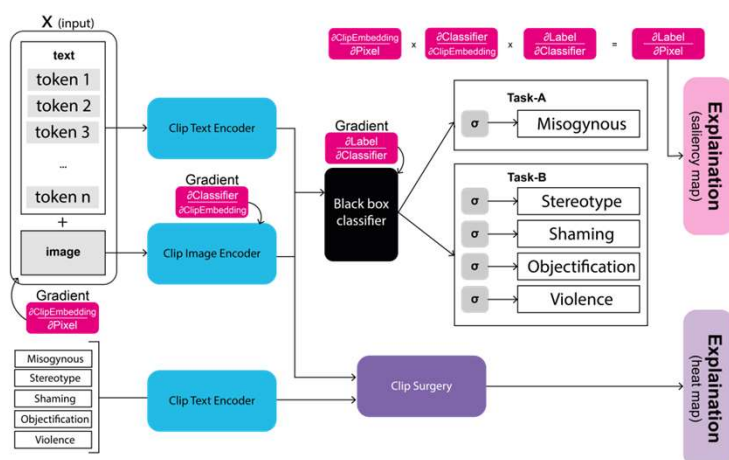 X (input)
text
token 1
token 2
token 3
...
token n
+
image
Gradient
∂ClipEmbedding
∂Pixel
Misogynous
Stereotype
Shaming
Objectification
Violence
Clip Text Encoder
Gradient
∂Classifier
∂ClipEmbedding
Clip Image Encoder
Clip Text Encoder
Gradient
∂Label
∂Classifier
Black box
classifier
Clip Surgery
∂ClipEmbedding
∂Pixel
x
∂Classifier
∂ClipEmbedding
x
∂Label
∂Classifier
=
∂Label
∂Pixel
Task-A
σ
Misogynous
Task-B
σ
Stereotype
σ
Shaming
σ
Objectification
σ
Violence
Explaination
(saliency map)
Explaination
(heat map)